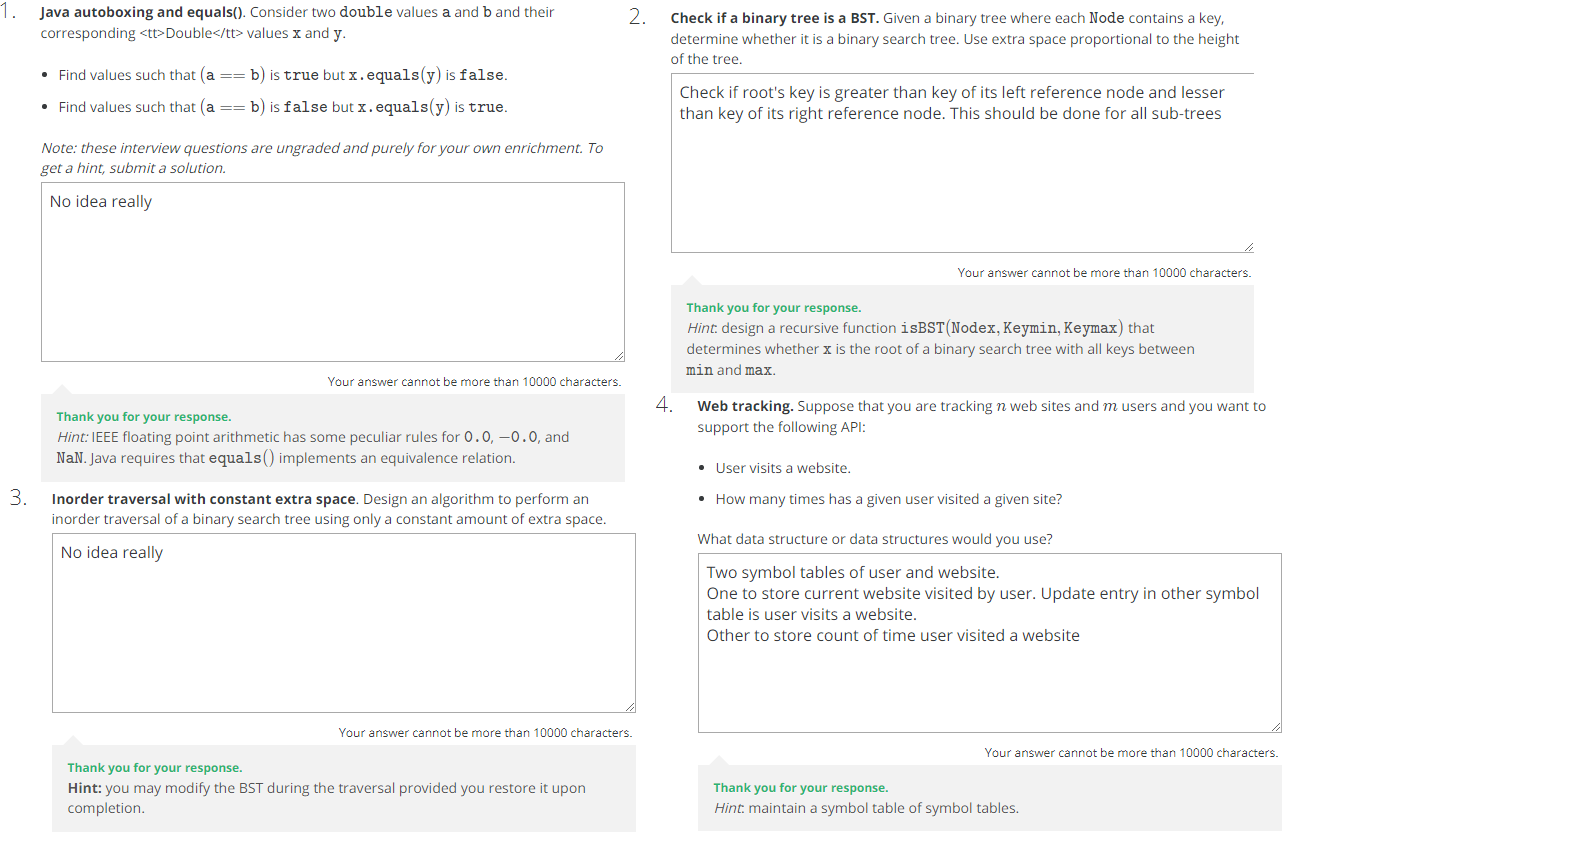 1. Java autoboxing and equals(). Consider two double values a and b and their
corresponding <tt>Double</tt> values x and y.
• Find values such that (a == b) is true but x.equals(y) is false.
• Find values such that (a == b) is false but x.equals(y) is true.
Note: these interview questions are ungraded and purely for your own enrichment. To
get a hint, submit a solution.
No idea really
Your answer cannot be more than 10000 characters.
Thank you for your response.
Hint: IEEE floating point arithmetic has some peculiar rules for 0.0, −0.0, and
NaN. Java requires that equals() implements an equivalence relation.
2. Check if a binary tree is a BST. Given a binary tree where each Node contains a key,
determine whether it is a binary search tree. Use extra space proportional to the height
of the tree.
Check if root's key is greater than key of its left reference node and lesser
than key of its right reference node. This should be done for all sub-trees
Your answer cannot be more than 10000 characters.
Thank you for your response.
Hint: design a recursive function isBST(Nodex, Keymin, Keymax) that
determines whether x is the root of a binary search tree with all keys between
min and max.
3. Inorder traversal with constant extra space. Design an algorithm to perform an
inorder traversal of a binary search tree using only a constant amount of extra space.
No idea really
Your answer cannot be more than 10000 characters.
Thank you for your response.
Hint: you may modify the BST during the traversal provided you restore it upon
completion.
4. Web tracking. Suppose that you are tracking n web sites and m users and you want to
support the following API:
• User visits a website.
• How many times has a given user visited a given site?
What data structure or data structures would you use?
Two symbol tables of user and website.
One to store current website visited by user. Update entry in other symbol
table is user visits a website.
Other to store count of time user visited a website
Your answer cannot be more than 10000 characters.
Thank you for your response.
Hint: maintain a symbol table of symbol tables.